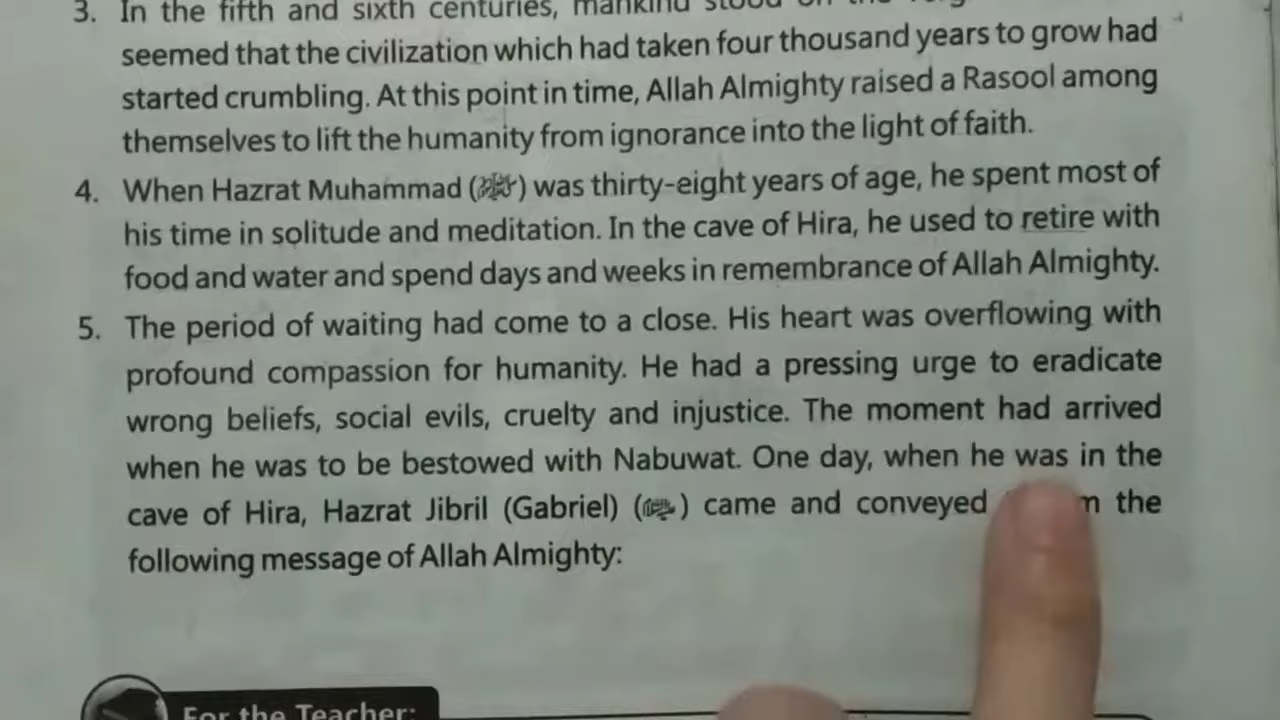 3. In the fifth and sixth centuries, mankind stood on the
seemed that the civilization which had taken four thousand years to grow had
started crumbling. At this point in time, Allah Almighty raised a Rasool among
themselves to lift the humanity from ignorance into the light of faith.
4. When Hazrat Muhammad (ﷺ) was thirty-eight years of age, he spent most of
his time in solitude and meditation. In the cave of Hira, he used to retire with
food and water and spend days and weeks in remembrance of Allah Almighty.
5. The period of waiting had come to a close. His heart was overflowing with
profound compassion for humanity. He had a pressing urge to eradicate
wrong beliefs, social evils, cruelty and injustice. The moment had arrived
when he was to be bestowed with Nabuwat. One day, when he was in the
cave of Hira, Hazrat Jibril (Gabriel) () came and conveyed the
following message of Allah Almighty:
For the Teacher: